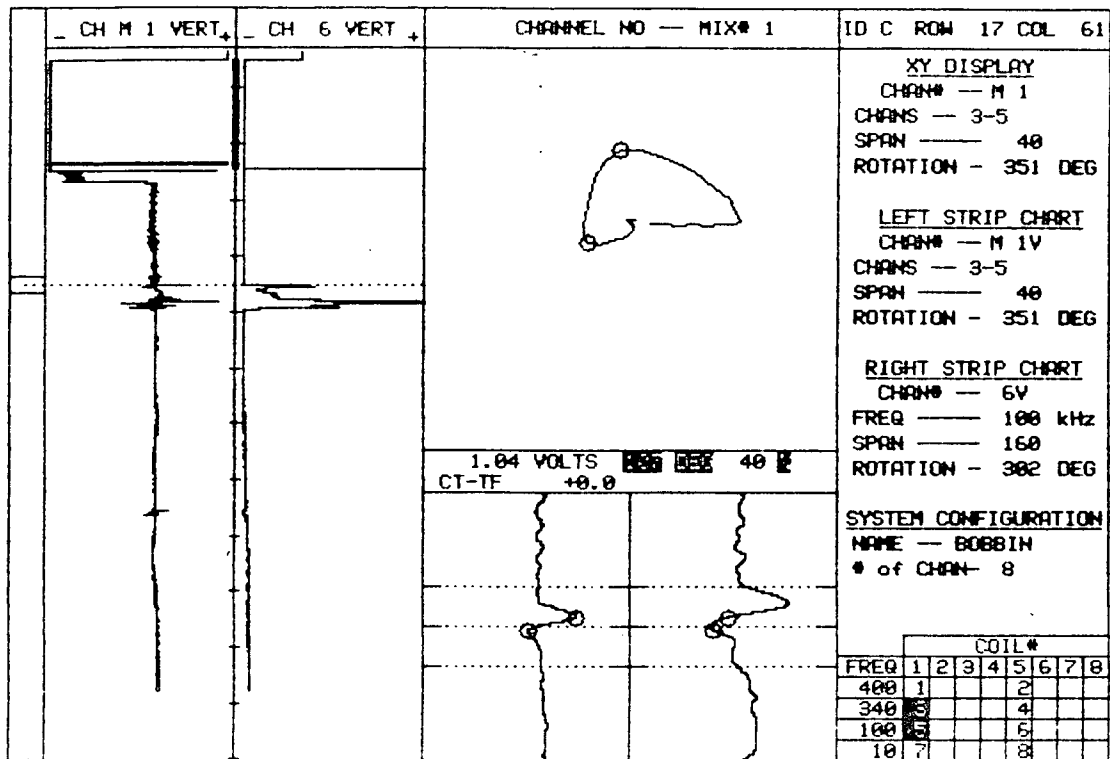 _ CH M 1 VERT +
_ CH 6 VERT +
CHANNEL NO -- MIX# 1
ID C ROW 17 COL 61
XY DISPLAY
CHAN# -- M 1
CHANS -- 3-5
SPAN ---- 40
ROTATION - 351 DEG
LEFT STRIP CHART
CHAN# -- M 1V
CHANS -- 3-5
SPAN ---- 40
ROTATION - 351 DEG
RIGHT STRIP CHART
CHAN# -- 6V
FREQ ---- 100 kHz
SPAN ---- 160
ROTATION - 302 DEG
SYSTEM CONFIGURATION
NAME -- BOBBIN
# of CHAN- 8
1.04 VOLTS 40
CT-TF +0.0
COIL#
FREQ 1 2 3 4 5 6 7 8
400 1 2
340 4
100 6
10 7 8